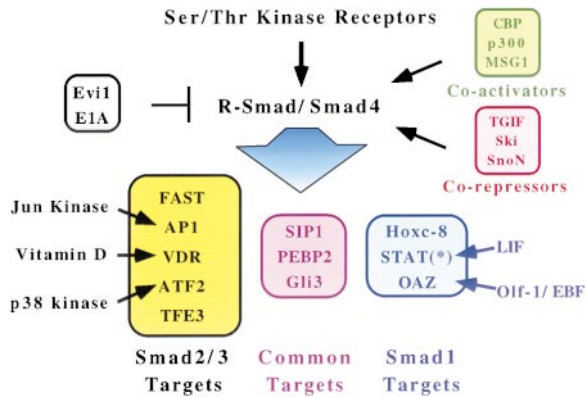 Ser/Thr Kinase Receptors
CBP
p300
MSG1
Co-activators
Evi1
E1A
R-Smad/ Smad4
TGIF
Ski
SnoN
Co-repressors
Jun Kinase
Vitamin D
p38 kinase
FAST
AP1
VDR
ATF2
TFE3
SIP1
PEBP2
Gli3
Hoxc-8
STAT(*)
OAZ
LIF
Olf-1/ EBF
Smad2/3
Targets
Common
Targets
Smad1
Targets